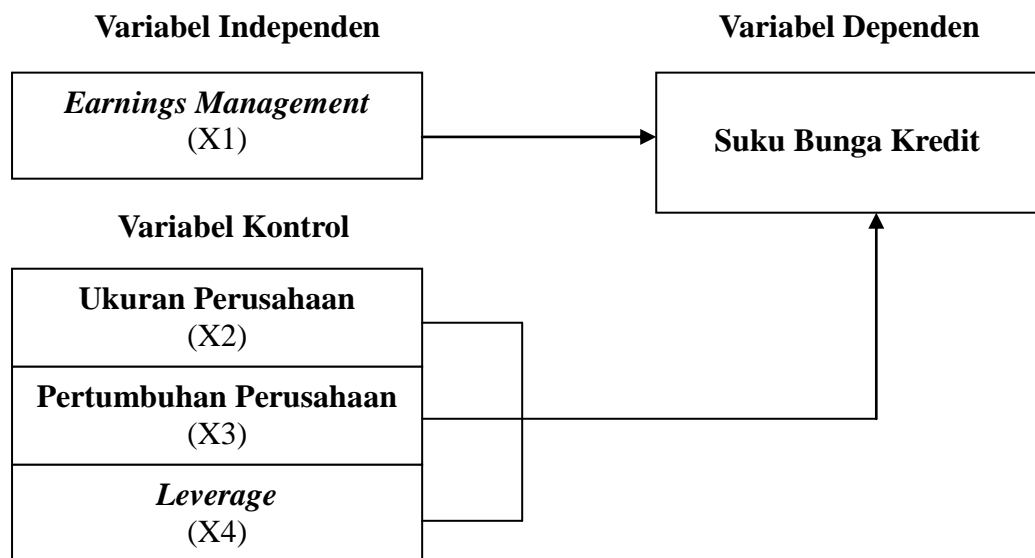 Variabel Independen
Variabel Dependen
Earnings Management
(X1)
Suku Bunga Kredit
Variabel Kontrol
Ukuran Perusahaan
(X2)
Pertumbuhan Perusahaan
(X3)
Leverage
(X4)